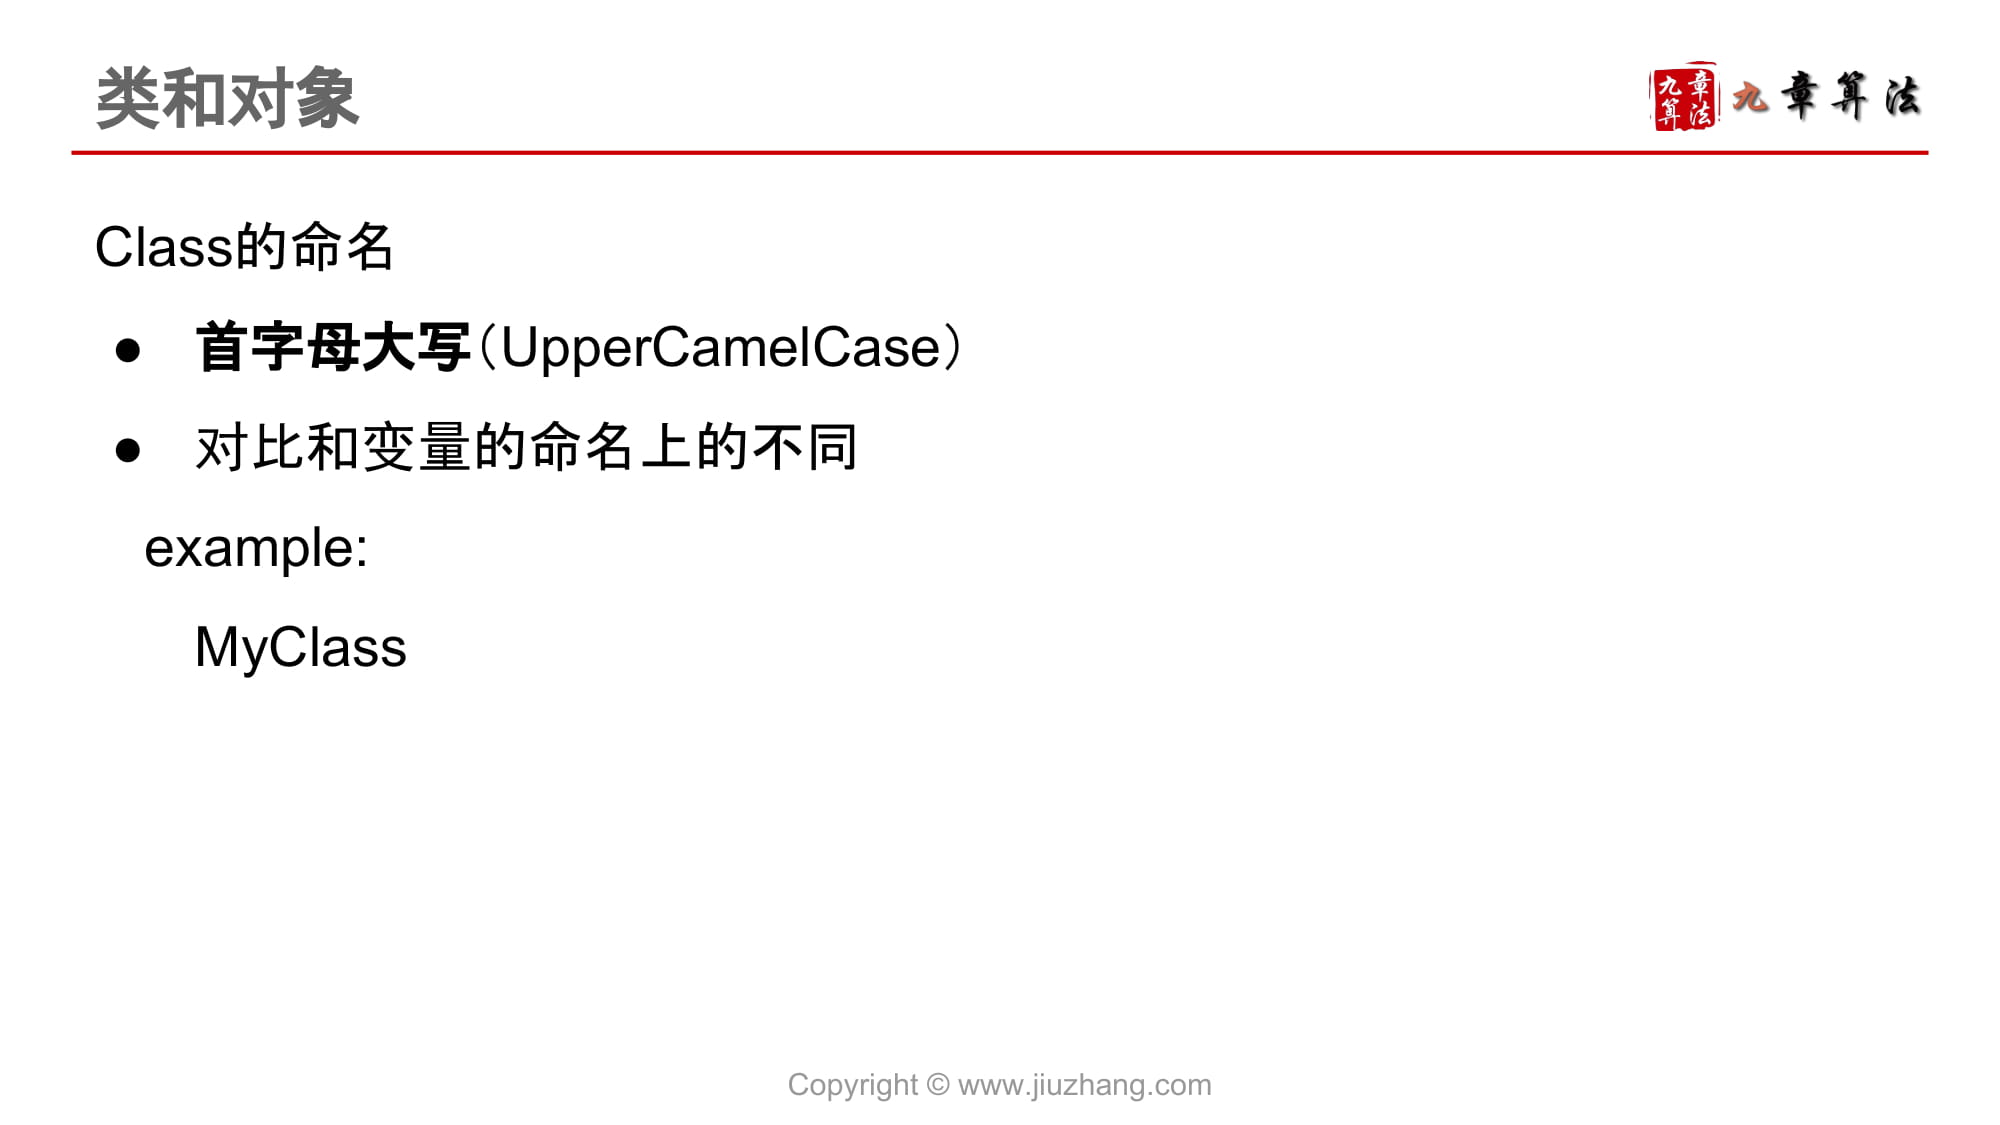 类和对象
九章算法
九章算法
Class的命名
● 首字母大写（UpperCamelCase）
● 对比和变量的命名上的不同
example:
MyClass
Copyright © www.jiuzhang.com